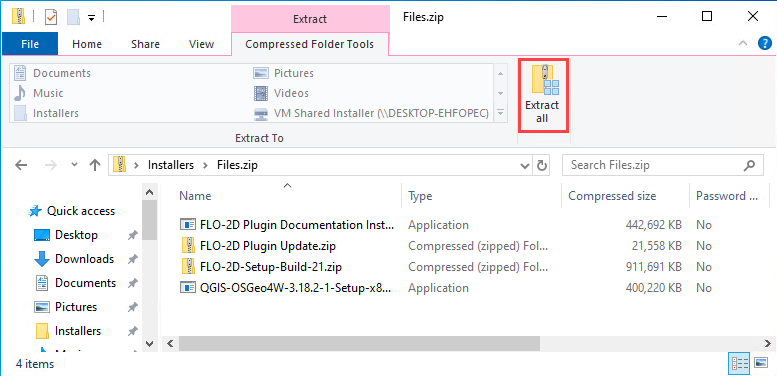 Extract Files.zip
File Home Share View Compressed Folder Tools
Documents Pictures
Music Videos
Installers VM Shared Installer (\\DESKTOP-EHFOPEC)
Extract
all
Extract To
Installers Files.zip Search Files.zip
Name Type Compressed size Password ...
Quick access
Desktop
Downloads
Documents
Pictures
Installers
FLO-2D Plugin Documentation Inst... Application 442,692 KB No
FLO-2D Plugin Update.zip Compressed (zipped) Fol... 21,558 KB No
FLO-2D-Setup-Build-21.zip Compressed (zipped) Fol... 911,691 KB No
QGIS-OSGeo4W-3.18.2-1-Setup-x8... Application 400,220 KB No
4 items